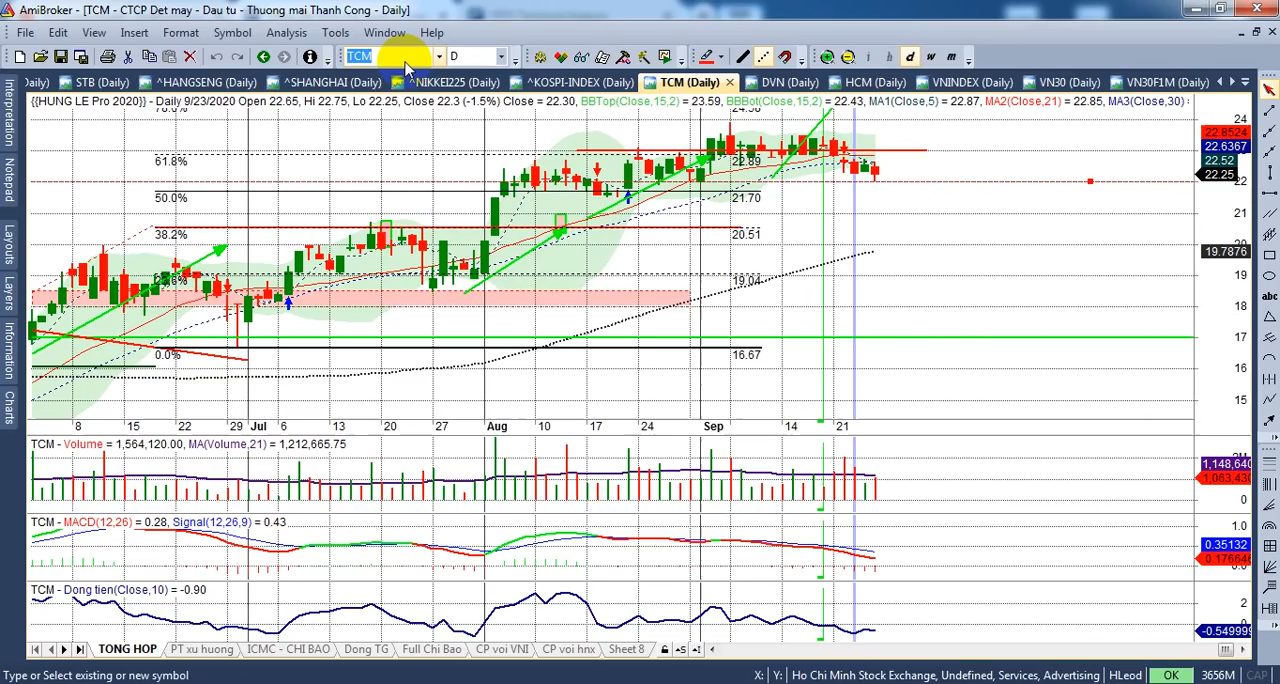 AmiBroker - [TCM - CTCP Det may - Dau tu - Thuong mai Thanh Cong - Daily]
File Edit View Insert Format Symbol Analysis Tools Window Help
TCM D i h d w m
Daily) STB (Daily) ^HANGSENG (Daily) ^SHANGHAI (Daily) ^NIKKEI225 (Daily) ^KOSPI-INDEX (Daily) TCM (Daily) DVN (Daily) HCM (Daily) VNINDEX (Daily) VN30 (Daily) VN30F1M (Daily)
{{HUNG LE Pro 2020}} - Daily 9/23/2020 Open 22.65, Hi 22.75, Lo 22.25, Close 22.3 (-1.5%) Close = 22.30, BBTop(Close,15,2) = 23.59, BBBot(Close,15,2) = 22.43, MA1(Close,5) = 22.87, MA2(Close,21) = 22.85, MA3(Close,30)
Interpretation
Notepad
Layouts
Layers
Information
Charts
abc
61.8% 22.89
50.0% 21.70
38.2% 20.51
23.6% 19.04
0.0% 16.67
24
22.8524
22.6367
22.52
22.25
22
21
20
19.7876
19
18
17
16
15
8 15 22 29 Jul 6 13 20 27 Aug 10 17 24 Sep 14 21
TCM - Volume = 1,564,120.00, MA(Volume,21) = 1,212,665.75
1,148,640
1,063,430
0
TCM - MACD(12,26) = 0.28, Signal(12,26,9) = 0.43
1.0
0.35132
0.176646
TCM - Dong tien(Close,10) = -0.90
2
0
-0.549999
TONG HOP PT xu huong ICMC - CHI BAO Dong TG Full Chi Bao CP voi VNI CP voi hnx Sheet 8
Type or Select existing or new symbol X: Y: Ho Chi Minh Stock Exchange, Undefined, Services, Advertising HLeod OK 3656M CAP